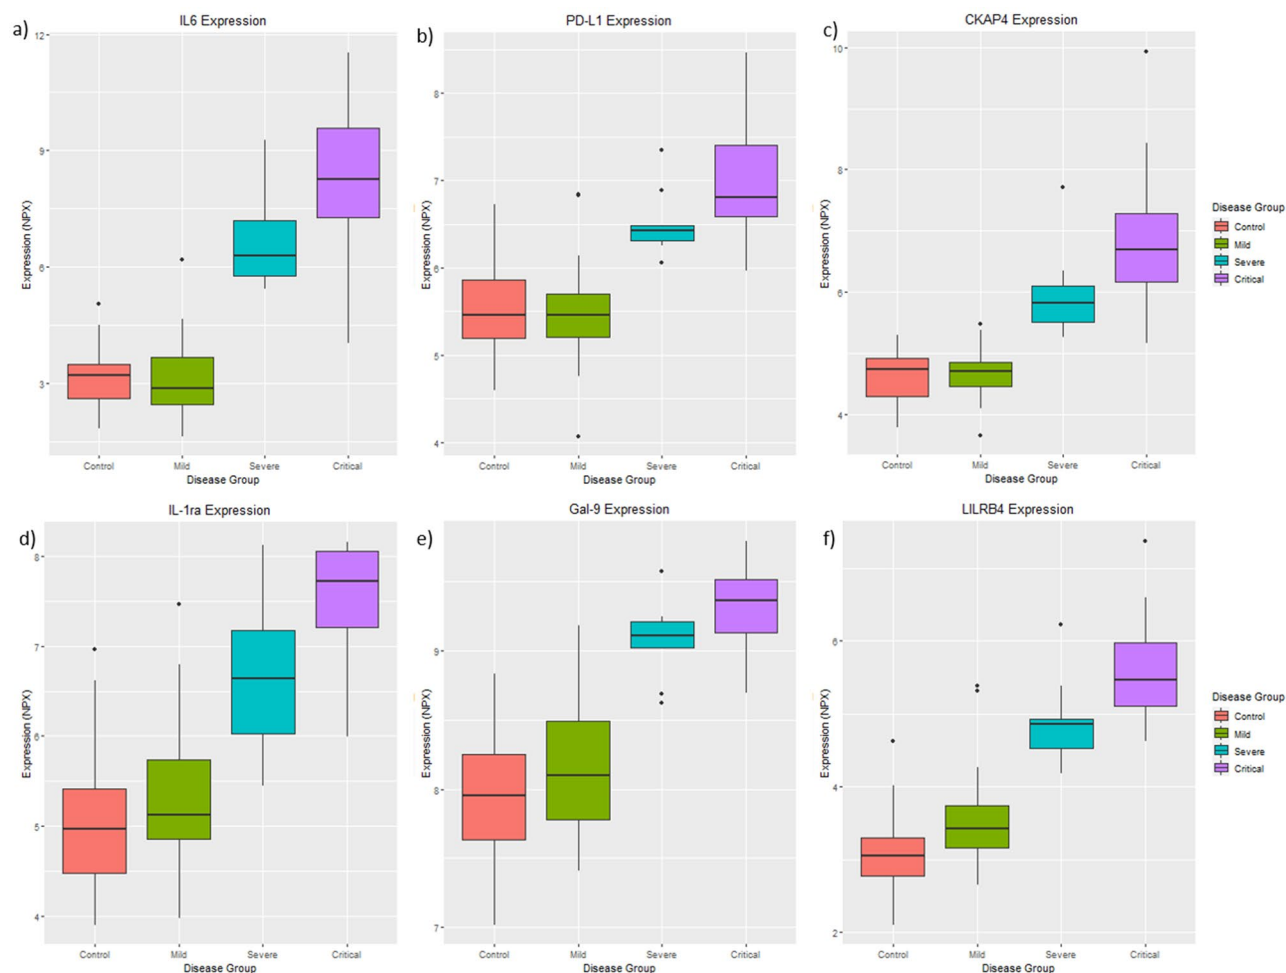 a)
IL6 Expression
12
9
6
3
Expression (NPX)
Control Mild Severe Critical
Disease Group
b)
PD-L1 Expression
8
7
6
5
4
Expression (NPX)
Control Mild Severe Critical
Disease Group
c)
CKAP4 Expression
10
8
6
4
Expression (NPX)
Control Mild Severe Critical
Disease Group
Disease Group
Control
Mild
Severe
Critical
d)
IL-1ra Expression
8
7
6
5
4
Expression (NPX)
Control Mild Severe Critical
Disease Group
e)
Gal-9 Expression
9
8
7
Expression (NPX)
Control Mild Severe Critical
Disease Group
f)
LILRB4 Expression
6
4
2
Expression (NPX)
Control Mild Severe Critical
Disease Group
Disease Group
Control
Mild
Severe
Critical